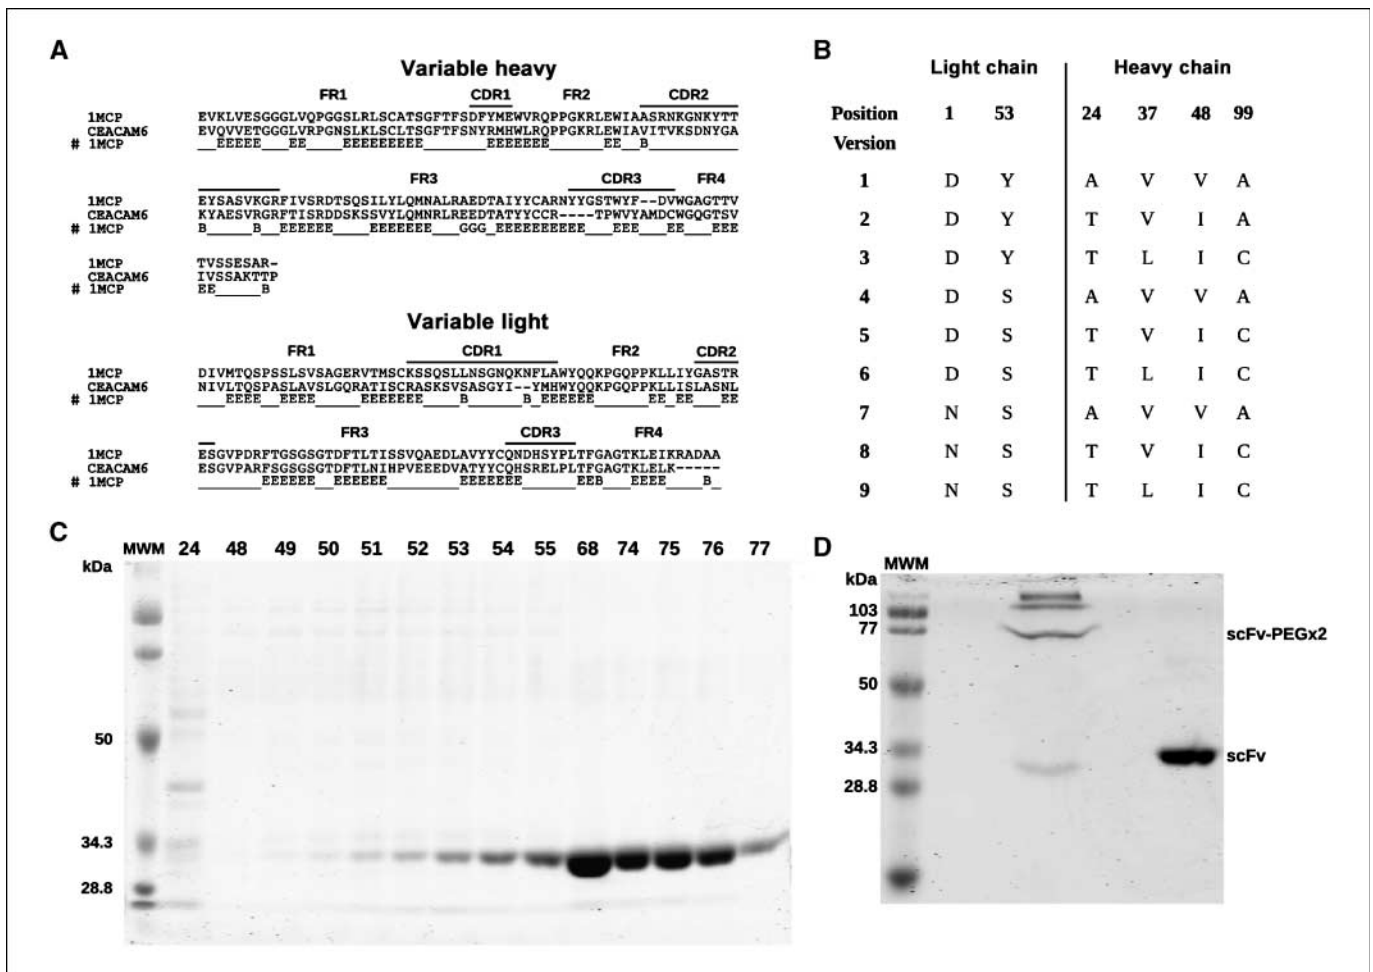 A
Variable heavy
FR1 CDR1 FR2 CDR2
1MCP EVKLVESGGGLVQPGGSLRLSCATSGFTFSDFYMEWVRQPPGKRLEWIAASRNKGNKYTT
CEACAM6 EVQVVETGGGLVRPGNSLKLSCLTSGFTFSNYRMHWLRQPPGKRLEWIAVITVKSDNYGA
# 1MCP __EEEEE___EE____EEEEEEEEE_______EEEEEEE______EE__B__________
FR3 CDR3 FR4
1MCP EYSASVKGRFIVSRDTSQSILYLQMNALRAEDTAIYYCARNYYGSTWYF--DVWGAGTTV
CEACAM6 KYAESVRGRFTISRDDSKSSVYLQMNRLREEDTATYYCCR----TPWVYAMDCWGQGTSV
# 1MCP B_____B__EEEEEE____EEEEEEE___GGG_EEEEEEEEEE___EEE___EE___EEE
1MCP TVSSESAR-
CEACAM6 IVSSAKTTP
# 1MCP EE_____B
Variable light
FR1 CDR1 FR2 CDR2
1MCP DIVMTQSPSSLSVSAGERVTMSCKSSQSLLNSGNQKNFLAWYQQKPGQPPKLLIYGASTR
CEACAM6 NIVLTQSPASLAVSLGQRATISCRASKSVSASGYI--YMHWYQQKPGQPPKLLISLASNL
# 1MCP ___EEEE__EEEE_____EEEEEEE____B______B_EEEEEE______EE_EE___EE
FR3 CDR3 FR4
1MCP ESGVPDRFTGSGSGTDFTLTISSVQAEDLAVYYCQNDHSYPLTFGAGTKLEIKRADAA
CEACAM6 ESGVPARFSGSGSGTDFTLNIHPVEEEDVATYYCQHSRELPLTFGAGTKLELK-----
# 1MCP _______EEEEEE__EEEEEE________EEEEEEE______EEB___EEEE____B_
B
Light chain Heavy chain
Position 1 53 24 37 48 99
Version
1 D Y A V V A
2 D Y T V I A
3 D Y T L I C
4 D S A V V A
5 D S T V I C
6 D S T L I C
7 N S A V V A
8 N S T V I C
9 N S T L I C
C
MWM 24 48 49 50 51 52 53 54 55 68 74 75 76 77
kDa
50
34.3
28.8
D
MWM
kDa
103
77
scFv-PEGx2
50
34.3
scFv
28.8